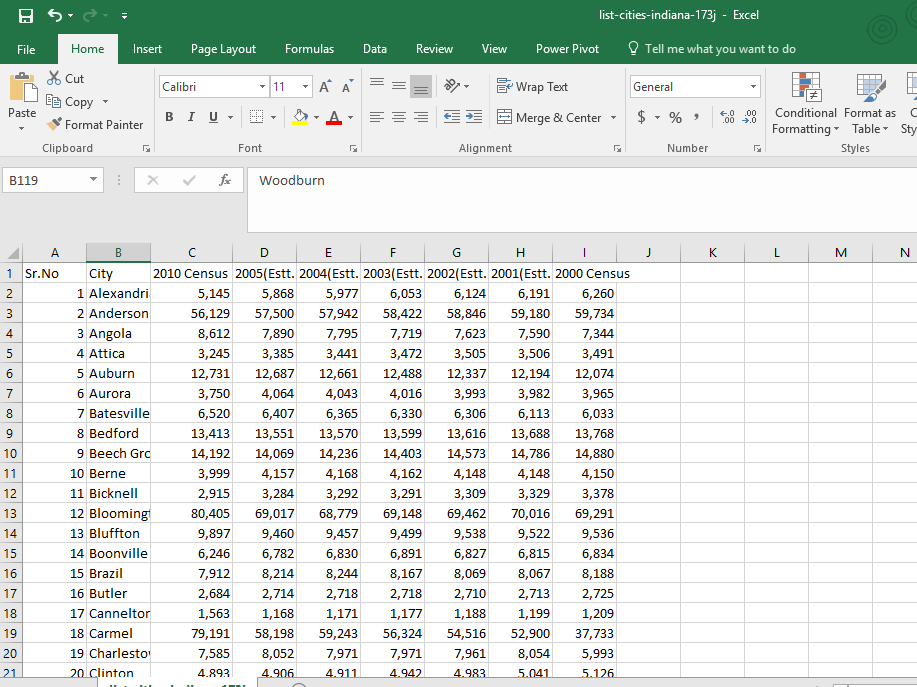 list-cities-indiana-173j - Excel
File Home Insert Page Layout Formulas Data Review View Power Pivot Tell me what you want to do
Cut
Copy
Format Painter
Paste
Calibri 11 A A Wrap Text General
B I U A Merge & Center $ % , .00 .00
Conditional Formatting
Format as Table
Clipboard Font Alignment Number Styles
B119 fx Woodburn
A B C D E F G H I J K L M N
1 Sr.No City 2010 Census 2005(Estt. 2004(Estt. 2003(Estt. 2002(Estt. 2001(Estt. 2000 Census
2 1 Alexandri 5,145 5,868 5,977 6,053 6,124 6,191 6,260
3 2 Anderson 56,129 57,500 57,942 58,422 58,846 59,180 59,734
4 3 Angola 8,612 7,890 7,795 7,719 7,623 7,590 7,344
5 4 Attica 3,245 3,385 3,441 3,472 3,505 3,506 3,491
6 5 Auburn 12,731 12,687 12,661 12,488 12,337 12,194 12,074
7 6 Aurora 3,750 4,064 4,043 4,016 3,993 3,982 3,965
8 7 Batesville 6,520 6,407 6,365 6,330 6,306 6,113 6,033
9 8 Bedford 13,413 13,551 13,570 13,599 13,616 13,688 13,768
10 9 Beech Gro 14,192 14,069 14,236 14,403 14,573 14,786 14,880
11 10 Berne 3,999 4,157 4,168 4,162 4,148 4,148 4,150
12 11 Bicknell 2,915 3,284 3,292 3,291 3,309 3,329 3,378
13 12 Bloomingt 80,405 69,017 68,779 69,148 69,462 70,016 69,291
14 13 Bluffton 9,897 9,460 9,457 9,499 9,538 9,522 9,536
15 14 Boonville 6,246 6,782 6,830 6,891 6,827 6,815 6,834
16 15 Brazil 7,912 8,214 8,244 8,167 8,069 8,067 8,188
17 16 Butler 2,684 2,714 2,718 2,718 2,710 2,713 2,725
18 17 Cannelton 1,563 1,168 1,171 1,177 1,188 1,199 1,209
19 18 Carmel 79,191 58,198 59,243 56,324 54,516 52,900 37,733
20 19 Charlestow 7,585 8,052 7,971 7,971 7,961 8,054 5,993
21 20 Clinton 4,893 4,906 4,911 4,942 4,983 5,041 5,126
list-cities-indiana-173j